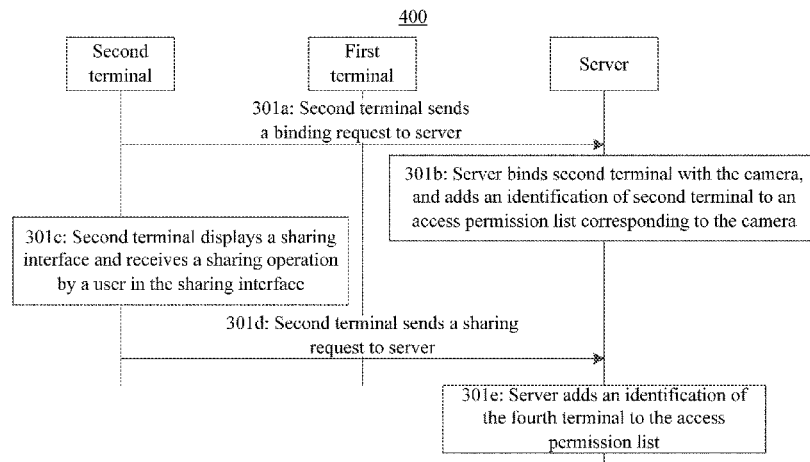 400
Second
terminal
First
terminal
Server
301a: Second terminal sends
a binding request to server
301b: Server binds second terminal with the camera,
and adds an identification of second terminal to an
access permission list corresponding to the camera
301c: Second terminal displays a sharing
interface and receives a sharing operation
by a user in the sharing interface
301d: Second terminal sends a sharing
request to server
301e: Server adds an identification of
the fourth terminal to the access
permission list